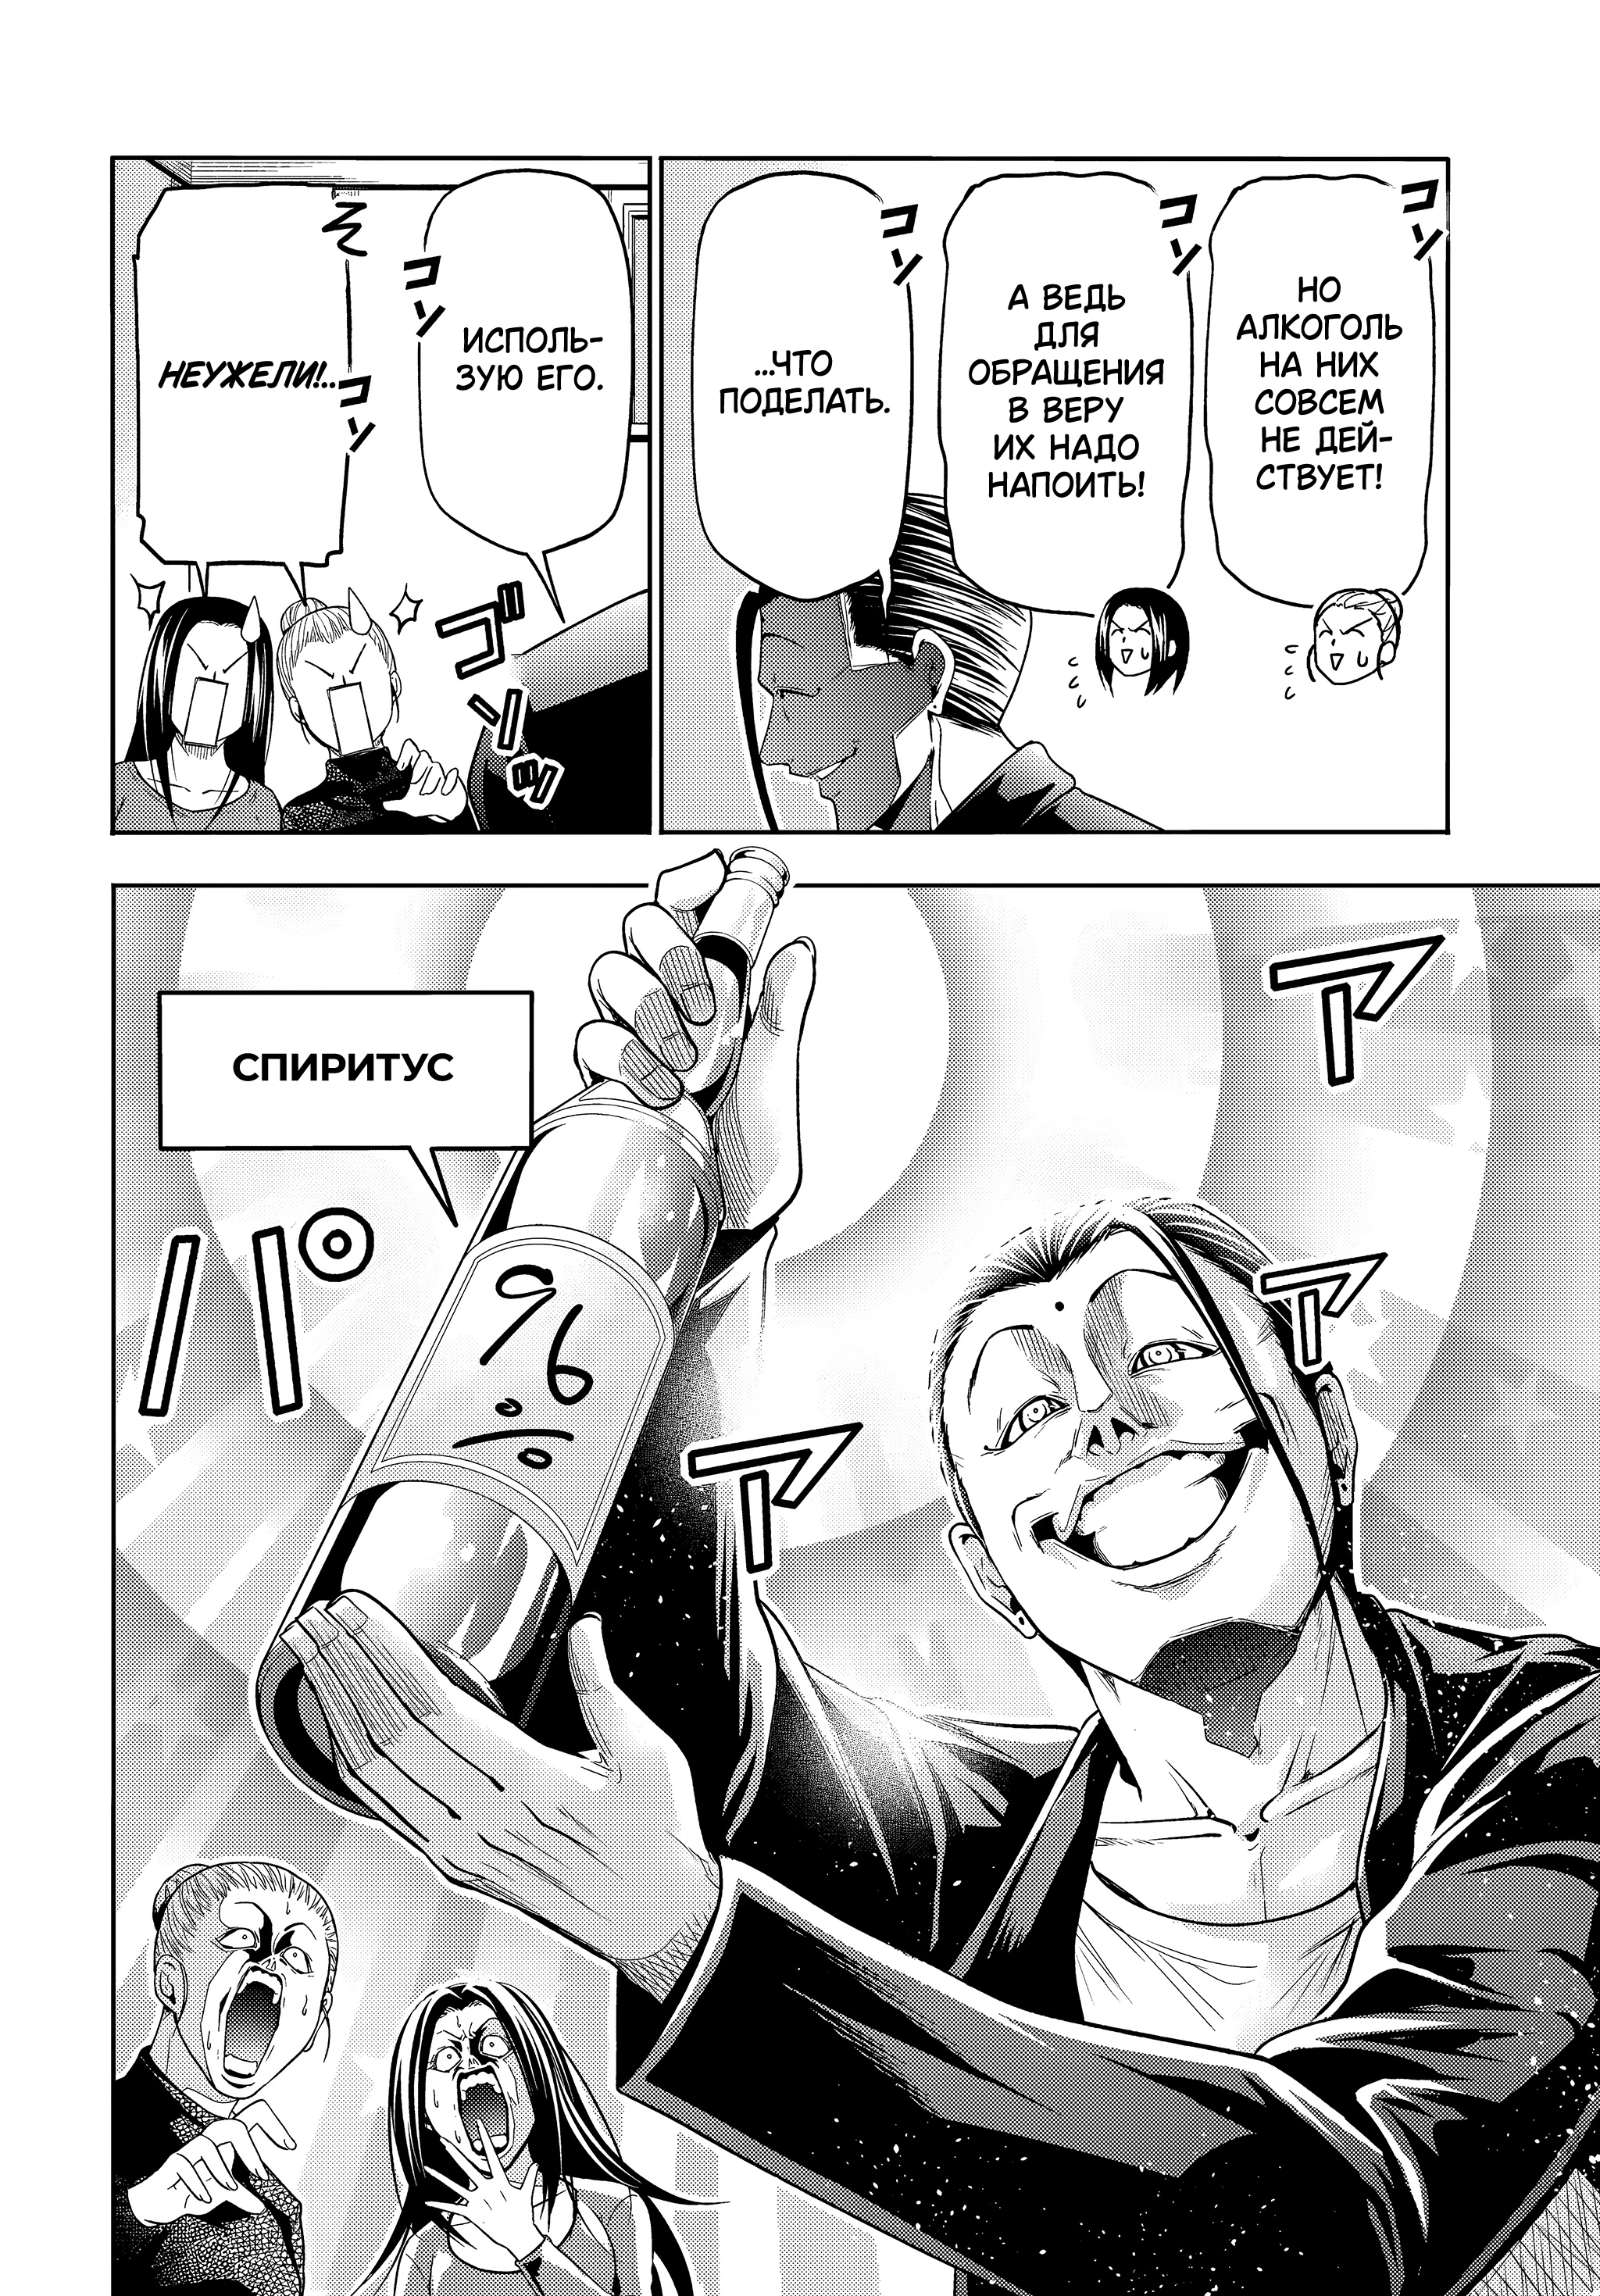 НО
АЛКОГОЛЬ
НА НИХ
СОВСЕМ
НЕ ДЕЙ-
СТВУЕТ!
コソ
А ВЕДЬ
ДЛЯ
ОБРАЩЕНИЯ
В ВЕРУ
ИХ НАДО
НАПОИТЬ!
コソ
...ЧТО
ПОДЕЛАТЬ.
コソ
ИСПОЛЬ-
ЗУЮ ЕГО.
コソ
НЕУЖЕЛИ!..
コソ
ゴソッ
СПИРИТУС
96%
パアアア